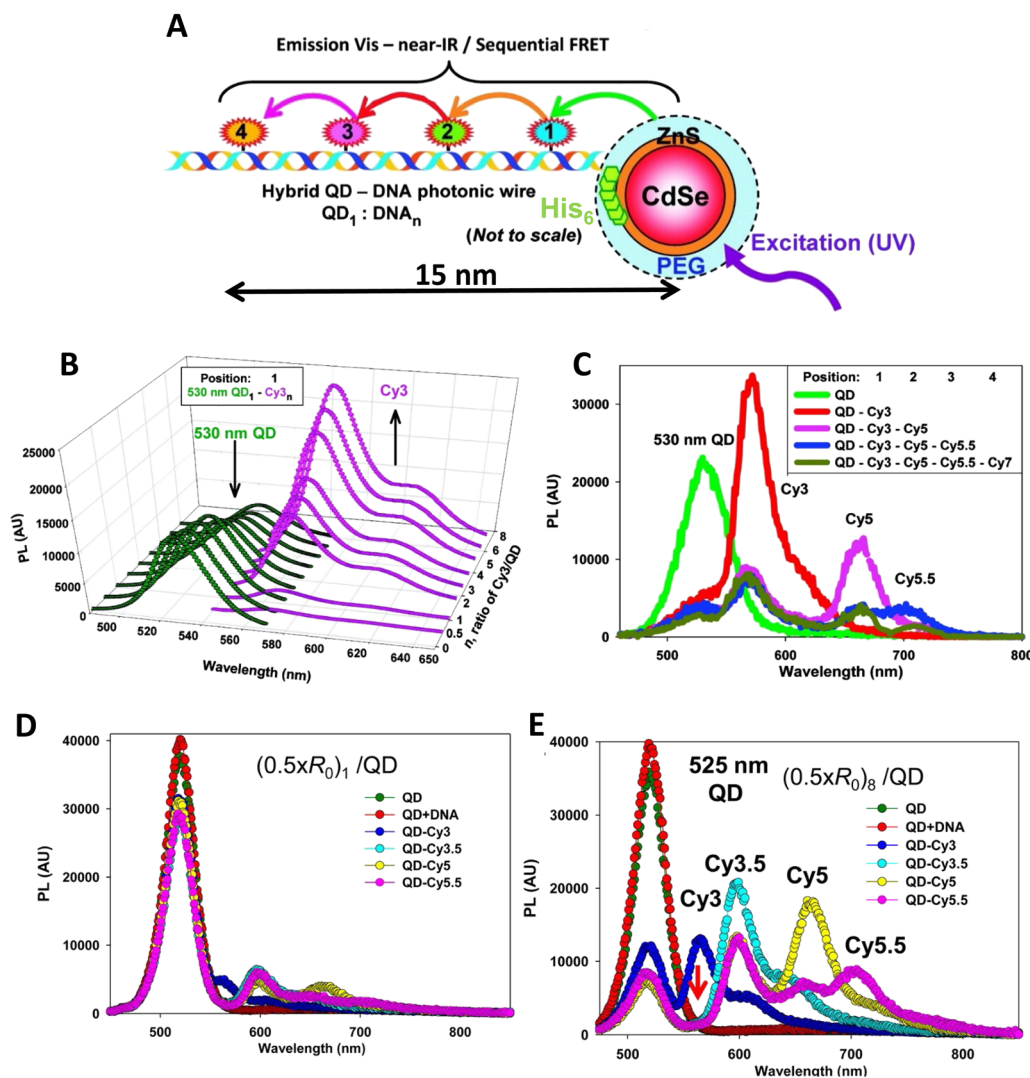 A
Emission Vis – near-IR / Sequential FRET
4 3 2 1
ZnS
CdSe
Hybrid QD – DNA photonic wire
QD1 : DNAn
(Not to scale)
His6
PEG
Excitation (UV)
15 nm
B
Position: 1
530 nm QD1 - Cy3n
530 nm QD
Cy3
PL (AU)
25000
20000
15000
10000
5000
0
500 520 540 560 580 600 620 640 650
Wavelength (nm)
8
6
5
4
3
2
1
0.5
0
n, ratio of Cy3/QD
C
Position: 1 2 3 4
QD
QD - Cy3
QD - Cy3 - Cy5
QD - Cy3 - Cy5 - Cy5.5
QD - Cy3 - Cy5 - Cy5.5 - Cy7
530 nm QD
Cy3
Cy5
Cy5.5
PL (AU)
30000
20000
10000
0
500 600 700 800
Wavelength (nm)
D
(0.5xR0)1 /QD
QD
QD+DNA
QD-Cy3
QD-Cy3.5
QD-Cy5
QD-Cy5.5
PL (AU)
40000
30000
20000
10000
0
500 600 700 800
Wavelength (nm)
E
525 nm
QD
(0.5xR0)8 /QD
QD
QD+DNA
QD-Cy3
QD-Cy3.5
QD-Cy5
QD-Cy5.5
Cy3
Cy3.5
Cy5
Cy5.5
PL (AU)
40000
30000
20000
10000
0
500 600 700 800
Wavelength (nm)